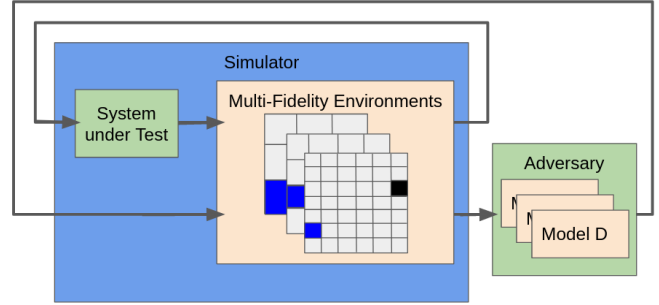 Simulator
System
under Test
Multi-Fidelity Environments
Adversary
M
M
Model D